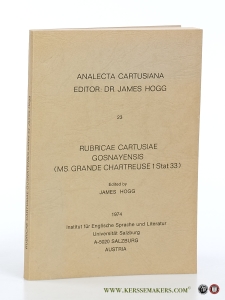 ANALECTA CARTUSIANA
EDITOR: DR JAMES HOGG
23
RUBRICAE CARTUSIAE
GOSNAYENSIS
(MS. GRANDE CHARTREUSE 1 Stat 33)
Edited by
JAMES HOGG
1974
Institut für Englische Sprache und Literatur
Universität Salzburg
A-5020 SALZBURG
AUSTRIA
WWW.KERSSEMAKERS.COM